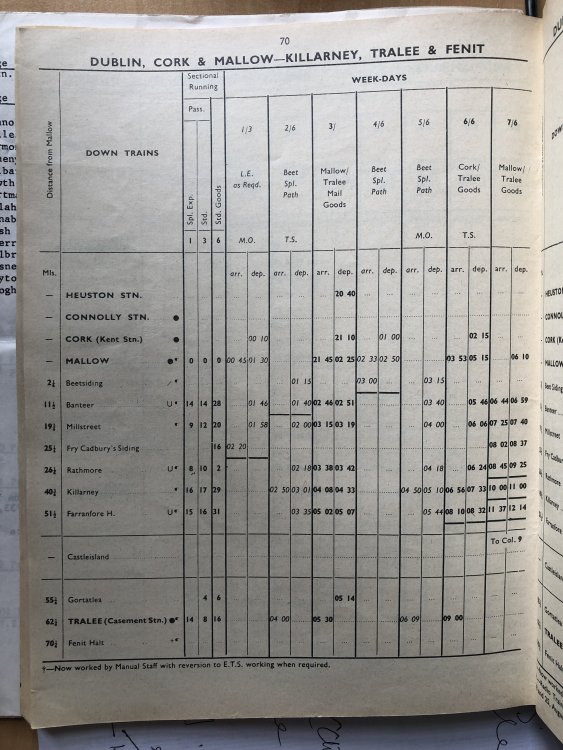 70
DUBLIN, CORK & MALLOW—KILLARNEY, TRALEE & FENIT
Distance from Mallow DOWN TRAINS Sectional Running WEEK-DAYS
Pass.
Spl. Exp. Std. Std. Goods 1/3 2/6 3/ 4/6 5/6 6/6 7/6
L.E. as Reqd. Beet Spl. Path Mallow/ Tralee Mail Goods Beet Spl. Path Beet Spl. Path Cork/ Tralee Goods Mallow/ Tralee Goods
1 3 6 M.O. T.S. M.O. T.S.
Mls. arr. dep. arr. dep. arr. dep. arr. dep. arr. dep. arr. dep. arr. dep.
— HEUSTON STN. 20 40
— CONNOLLY STN. ●
— CORK (Kent Stn.) ● 00 10 21 10 01 00 02 15
— MALLOW ● 0 0 0 00 45 01 30 21 45 02 25 02 33 02 50 03 53 05 15 06 10
2¼ Beetsiding 01 15 03 00 03 15
11½ Banteer U 14 14 28 01 46 01 40 02 46 02 51 03 40 05 46 06 44 06 59
19¾ Millstreet 9 12 20 01 58 02 00 03 15 03 19 04 00 06 06 07 25 07 40
25½ Fry Cadbury's Siding 16 02 20 08 02 08 37
26½ Rathmore U 8 10 2 02 18 03 38 03 42 04 18 06 24 08 45 09 25
40¾ Killarney 16 17 29 02 50 03 01 04 08 04 33 04 50 05 10 06 56 07 33 10 00 11 00
51½ Farranfore H. U 15 16 31 03 35 05 02 05 07 05 44 08 10 08 32 11 37 12 14
To Col. 9
— Castleisland
55½ Gortatlea 4 6 05 14
62½ TRALEE (Casement Stn.) ● 14 8 16 04 00 05 30 06 09 09 00
70½ Fenit Halt
†—Now worked by Manual Staff with reversion to E.T.S. working when required.